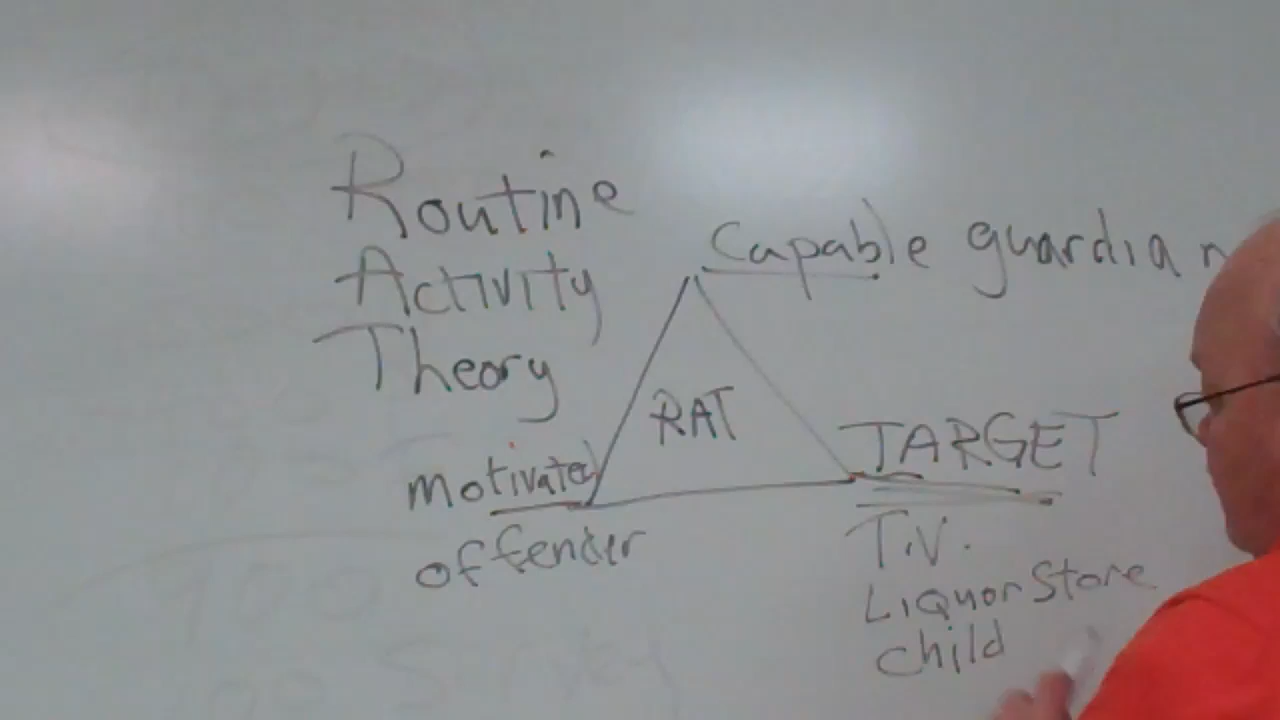 Routine
Activity
Theory
Capable guardian
RAT
motivated
offender
TARGET
T.V.
Liquor Store
child